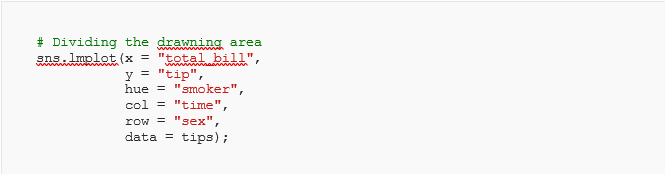 # Dividing the drawning area
sns.lmplot(x = "total_bill",
y = "tip",
hue = "smoker",
col = "time",
row = "sex",
data = tips);